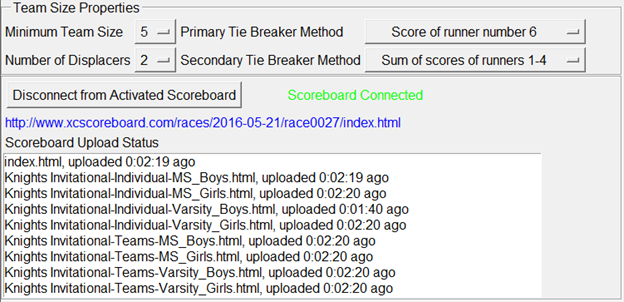 Team Size Properties
Minimum Team Size 5 Primary Tie Breaker Method Score of runner number 6
Number of Displacers 2 Secondary Tie Breaker Method Sum of scores of runners 1-4
Disconnect from Activated Scoreboard Scoreboard Connected
http://www.xcscoreboard.com/races/2016-05-21/race0027/index.html
Scoreboard Upload Status
index.html, uploaded 0:02:19 ago
Knights Invitational-Individual-MS_Boys.html, uploaded 0:02:19 ago
Knights Invitational-Individual-MS_Girls.html, uploaded 0:02:20 ago
Knights Invitational-Individual-Varsity_Boys.html, uploaded 0:01:40 ago
Knights Invitational-Individual-Varsity_Girls.html, uploaded 0:02:20 ago
Knights Invitational-Teams-MS_Boys.html, uploaded 0:02:20 ago
Knights Invitational-Teams-MS_Girls.html, uploaded 0:02:20 ago
Knights Invitational-Teams-Varsity_Boys.html, uploaded 0:02:20 ago
Knights Invitational-Teams-Varsity_Girls.html, uploaded 0:02:20 ago